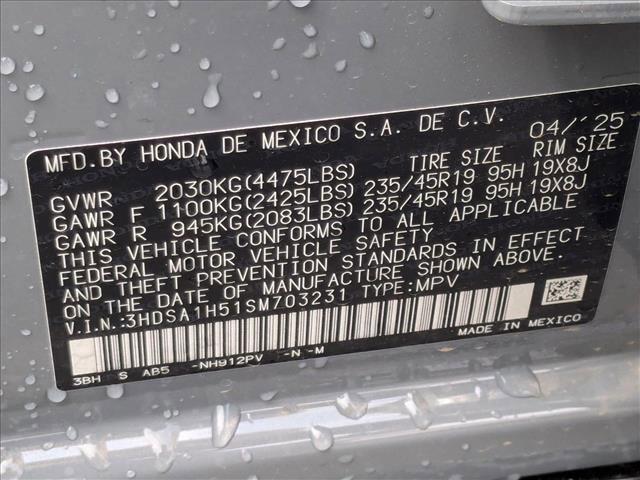 MFD.BY HONDA DE MEXICO S.A. DE C.V. 04/'25
TIRE SIZE RIM SIZE
GVWR 2030KG(4475LBS)
GAWR F 1100KG(2425LBS) 235/45R19 95H 19X8J
GAWR R 945KG(2083LBS) 235/45R19 95H 19X8J
THIS VEHICLE CONFORMS TO ALL APPLICABLE
FEDERAL MOTOR VEHICLE SAFETY
AND THEFT PREVENTION STANDARDS IN EFFECT
ON THE DATE OF MANUFACTURE SHOWN ABOVE.
V.I.N.:3HDSA1H51SM703231 TYPE:MPV
3BH S AB5 -NH912PV -N -M
MADE IN MEXICO